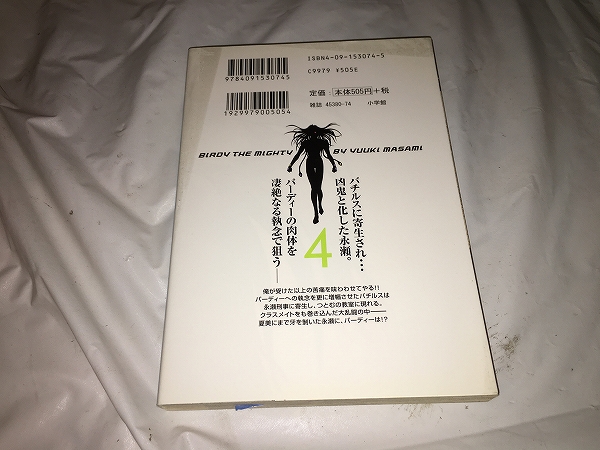 9784091530745
ISBN4-09-153074-5
C9979 ¥505E
1929979005054
定価:本体505円+税
雑誌 45380-74 小学館
BIRDY THE MIGHTY BY YUUKI MASAMI
バチルスに寄生され…
凶鬼と化した永瀬。
4
バーディーの肉体を
凄絶なる執念で狙う──
俺が受けた以上の苦痛を味わわせてやる!!
バーディーへの執念を更に増幅させたバチルスは
永瀬刑事に寄生し、つとむの教室に現れる。
クラスメイトをも巻き込んだ大乱闘の中──
夏美にまで牙を剥いた永瀬に、バーディーは!?